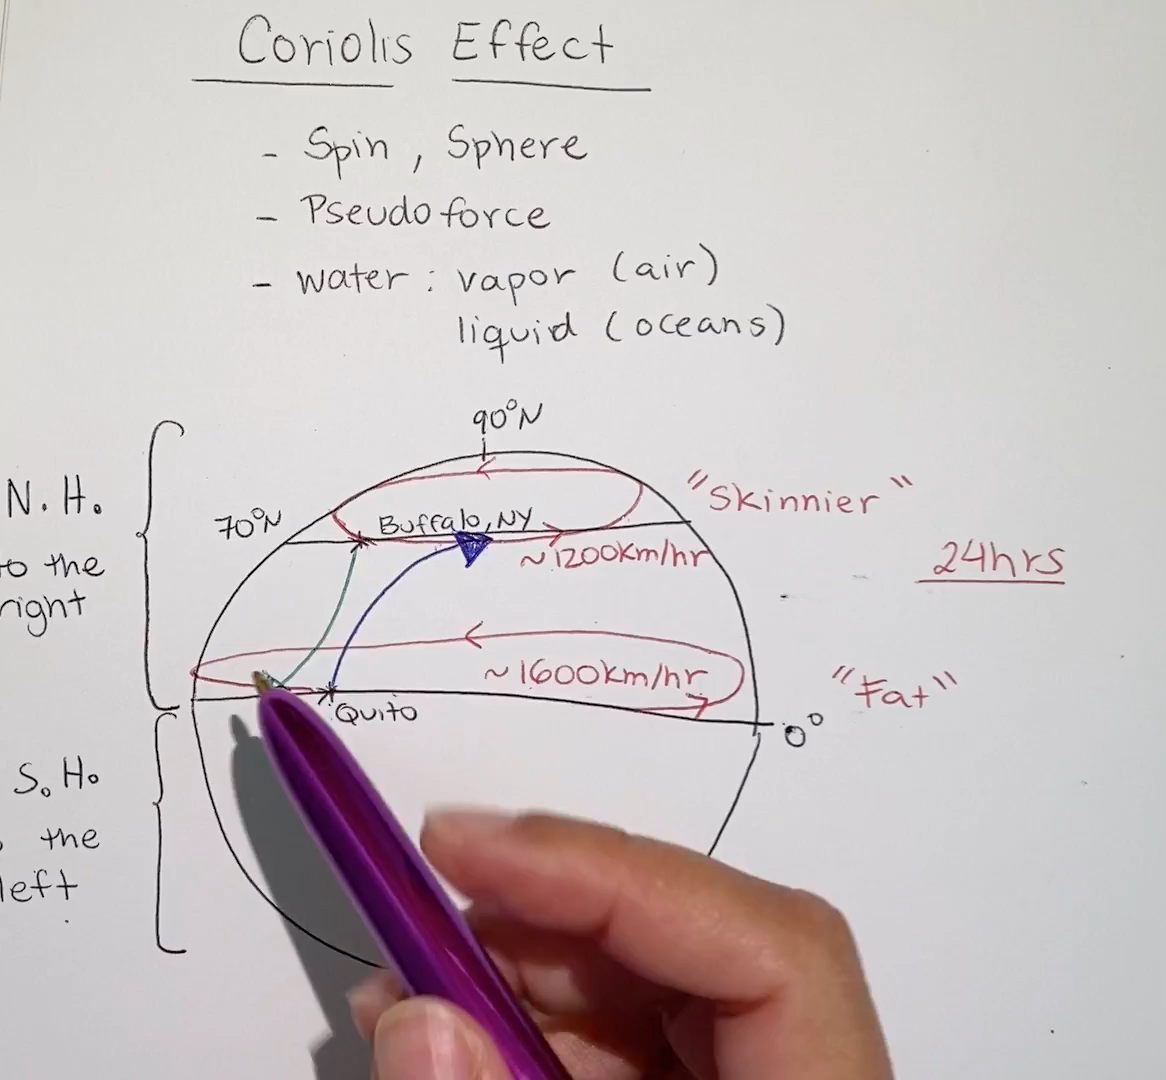 Coriolis Effect
- Spin, Sphere
- Pseudoforce
- water: vapor (air)
liquid (oceans)
90°N
N.H.
to the
right
70°N
Buffalo, NY
"Skinnier"
~1200km/hr
24hrs
~1600km/hr
"Fat"
Quito
0°
S.H.
the
left